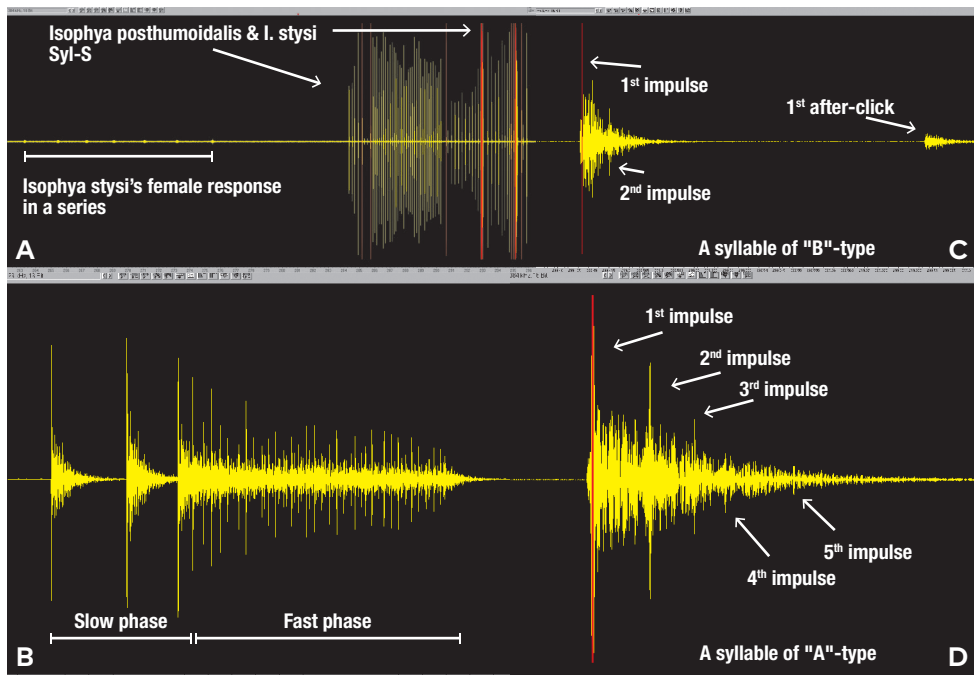 Isophya posthumoidalis & I. stysi
Syl-S
Isophya stysi's female response
in a series
A
1st impulse
2nd impulse
1st after-click
A syllable of "B"-type
C
Slow phase
Fast phase
B
1st impulse
2nd impulse
3rd impulse
4th impulse
5th impulse
A syllable of "A"-type
D